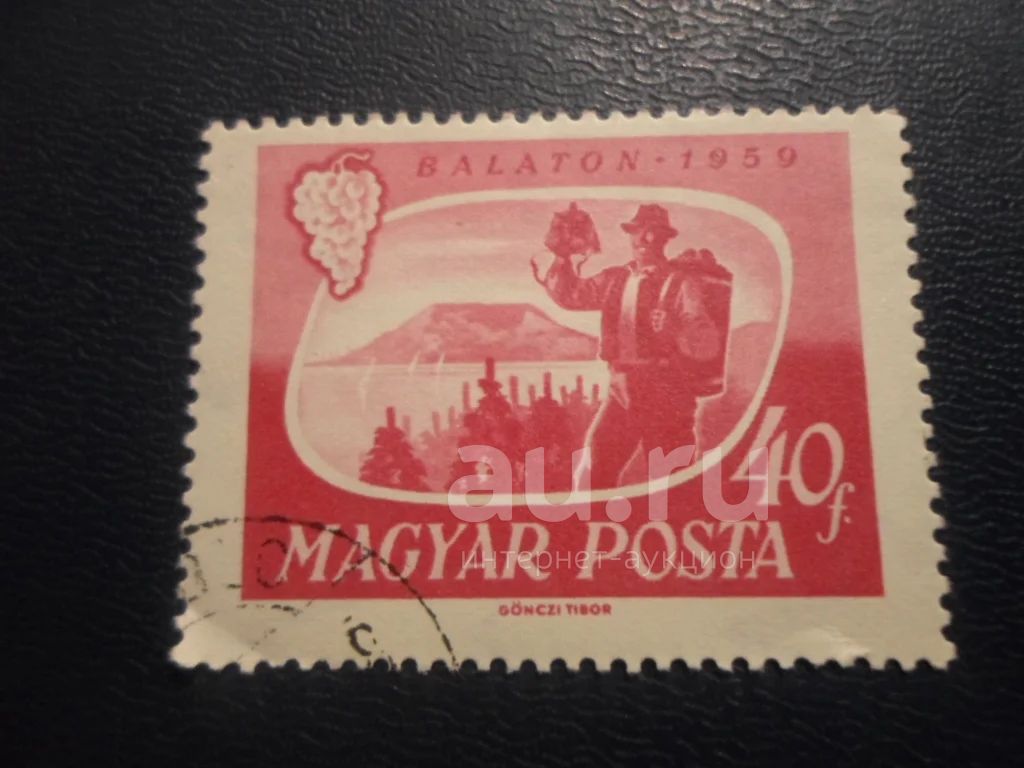 BALATON · 1959
40f.
MAGYAR POSTA
GÖNCZI TIBOR
au.ru
интернет-аукцион